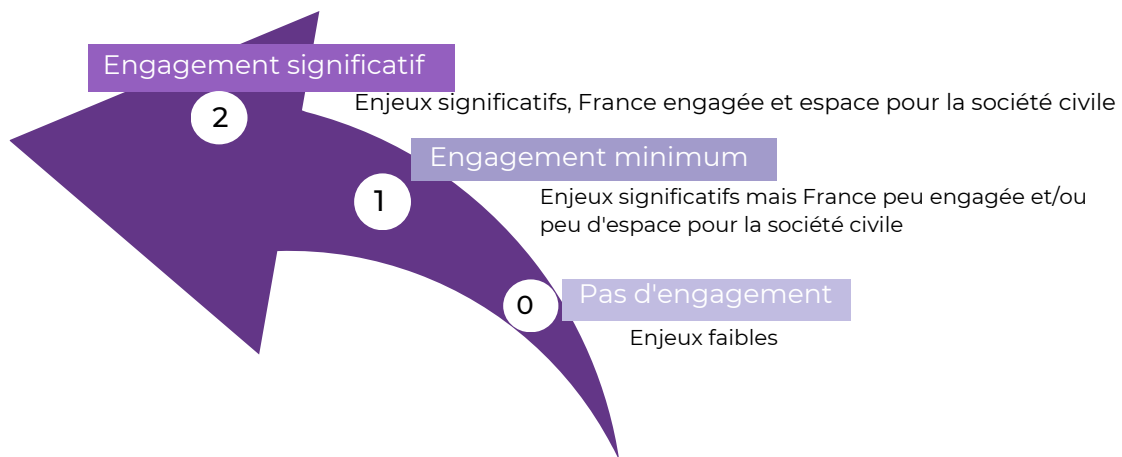 Engagement significatif
2
Enjeux significatifs, France engagée et espace pour la société civile
Engagement minimum
1
Enjeux significatifs mais France peu engagée et/ou
peu d'espace pour la société civile
0
Pas d'engagement
Enjeux faibles